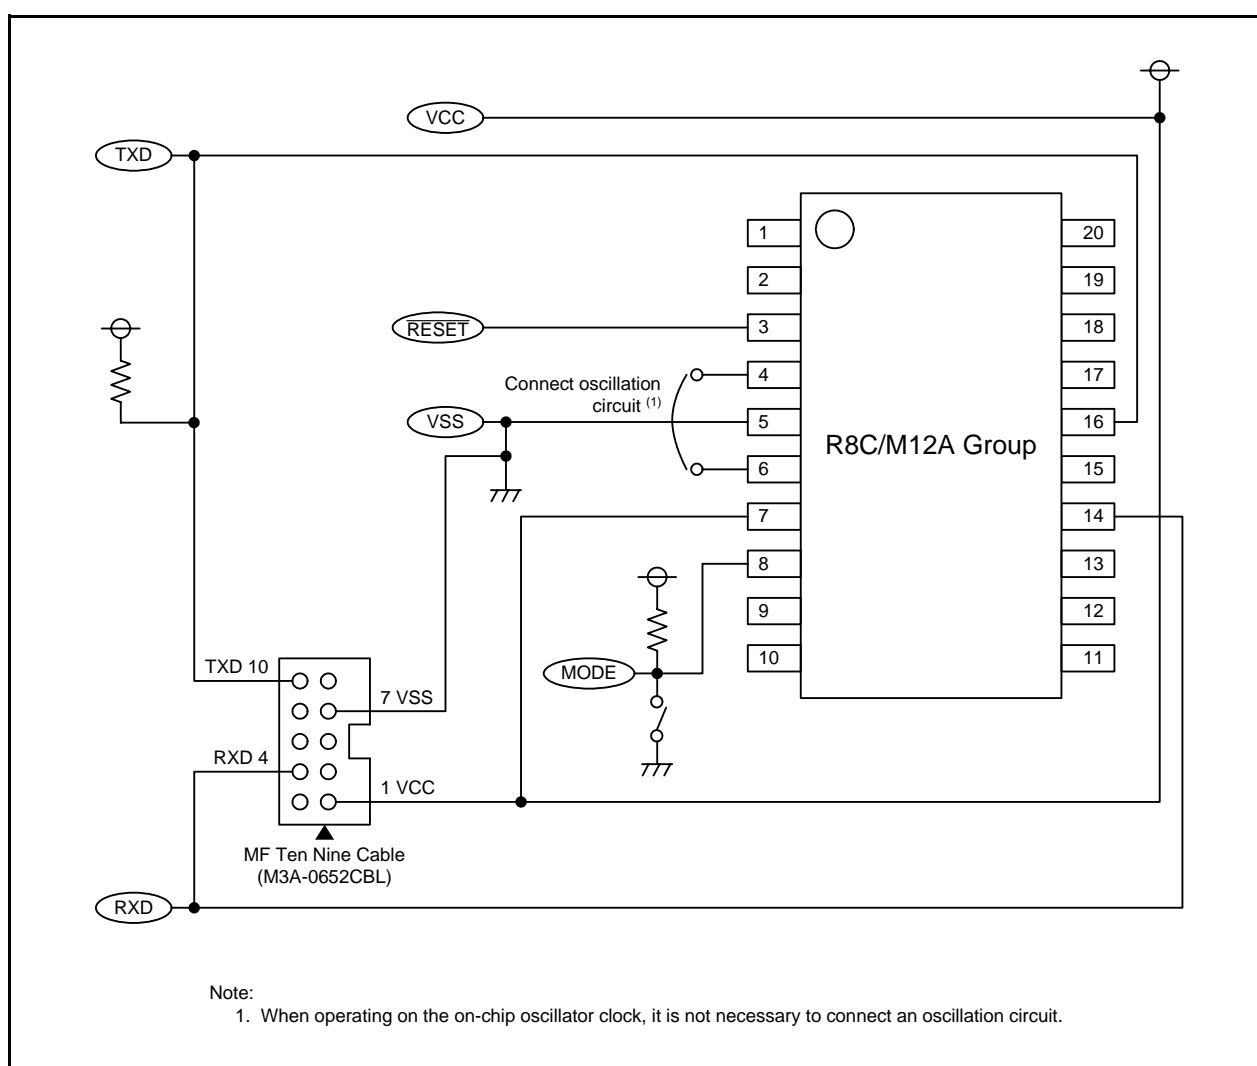 VCC
TXD
1
20
2
19
RESET
3
18
Connect oscillation
circuit (1)
4
17
VSS
5
16
R8C/M12A Group
6
15
7
14
8
13
9
12
10
11
MODE
TXD 10
7 VSS
RXD 4
1 VCC
MF Ten Nine Cable
(M3A-0652CBL)
RXD
Note:
1. When operating on the on-chip oscillator clock, it is not necessary to connect an oscillation circuit.